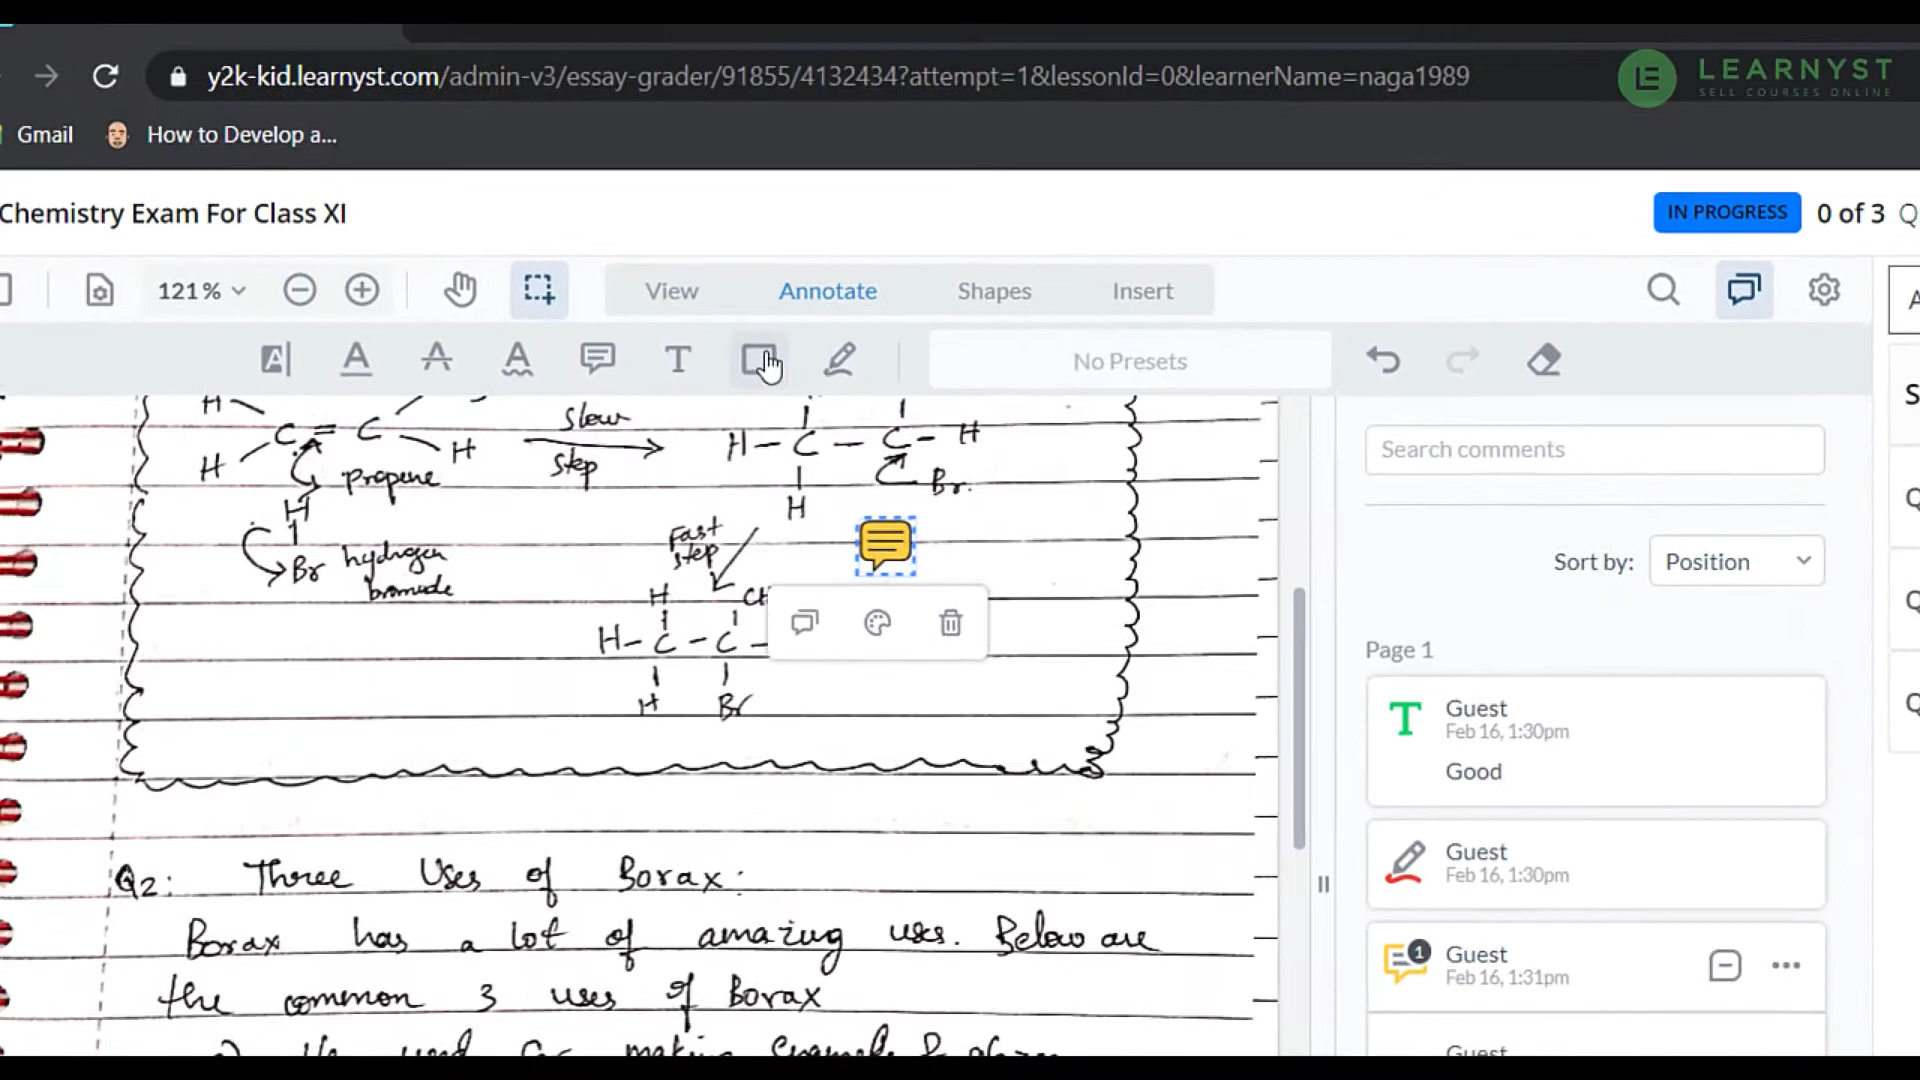 y2k-kid.learnyst.com/admin-v3/essay-grader/91855/4132434?attempt=1&lessonId=0&learnerName=naga1989
LEARNYST
SELL COURSES ONLINE
Gmail
How to Develop a...
Chemistry Exam For Class XI
IN PROGRESS
0 of 3 Q
121%
View
Annotate
Shapes
Insert
No Presets
H
C = C
H
H
Slow
step
propene
H
Br
hydrogen
bromide
H - C - C - H
H
Br
Fast
step
H
H - C - C -
H
Br
Q2: Three Uses of Borax:
Borax has a lot of amazing uses. Below are
the common 3 uses of Borax
Search comments
Sort by:
Position
Page 1
Guest
Feb 16, 1:30pm
Good
Guest
Feb 16, 1:30pm
1
Guest
Feb 16, 1:31pm
Guest